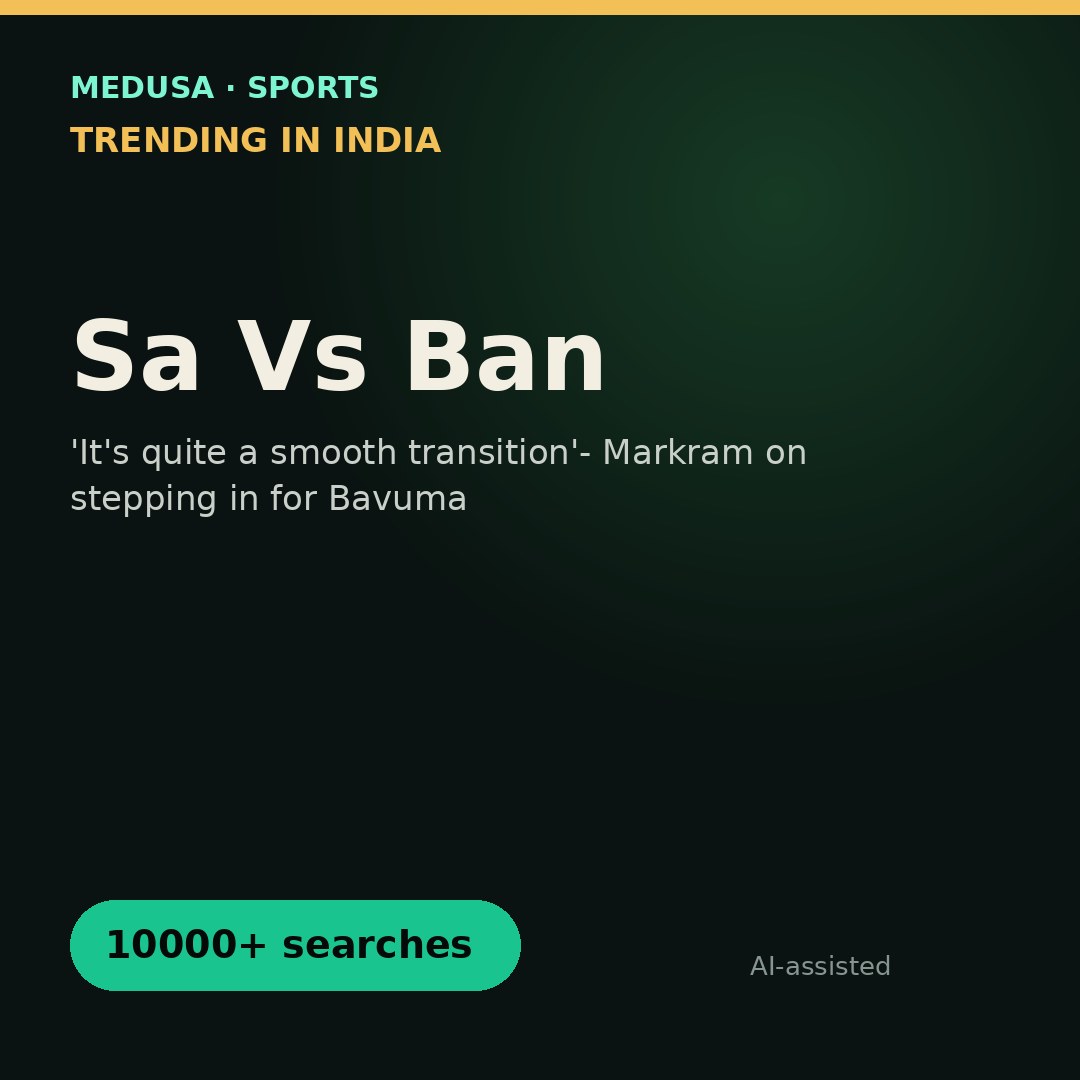 MEDUSA · SPORTS
TRENDING IN INDIA
Sa Vs Ban
'It's quite a smooth transition'- Markram on
stepping in for Bavuma
10000+ searches
AI-assisted